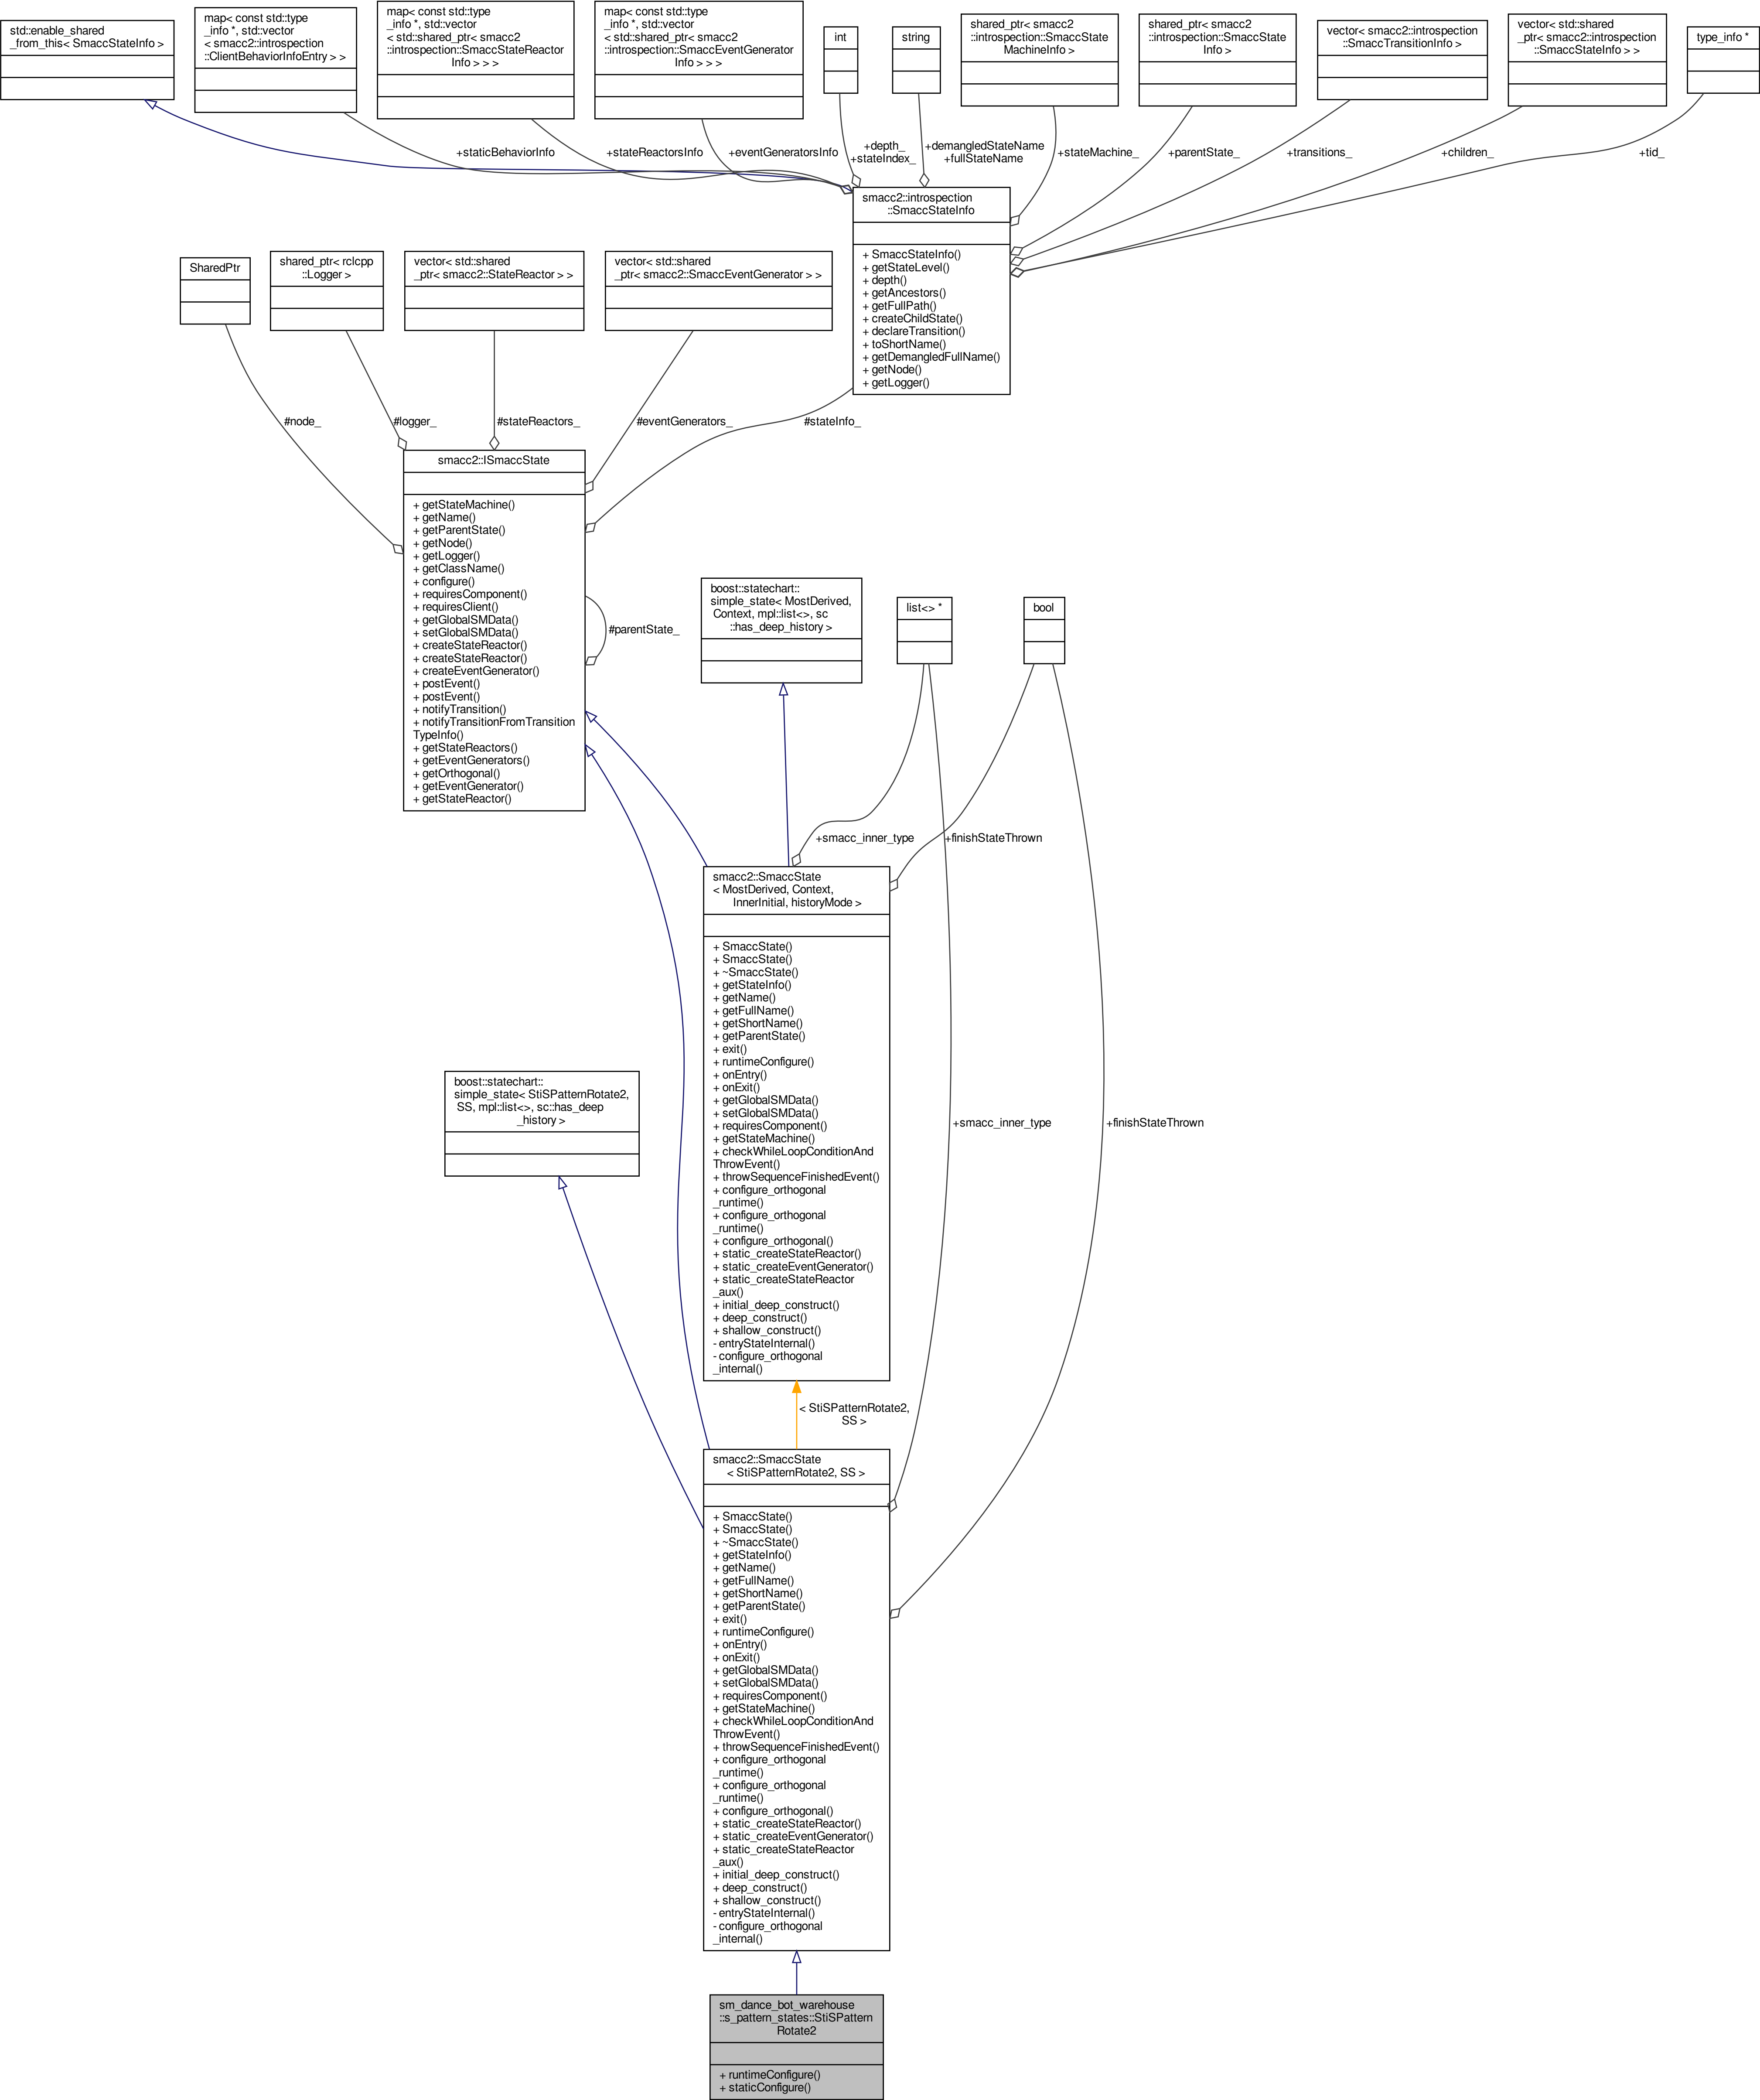 std::enable_shared
_from_this< SmaccStateInfo >
map< const std::type
_info *, std::vector
< smacc2::introspection
::ClientBehaviorInfoEntry > >
map< const std::type
_info *, std::vector
< std::shared_ptr< smacc2
::introspection::SmaccStateReactor
Info > > >
map< const std::type
_info *, std::vector
< std::shared_ptr< smacc2
::introspection::SmaccEventGenerator
Info > > >
int
string
shared_ptr< smacc2
::introspection::SmaccState
MachineInfo >
shared_ptr< smacc2
::introspection::SmaccState
Info >
vector< smacc2::introspection
::SmaccTransitionInfo >
vector< std::shared
_ptr< smacc2::introspection
::SmaccStateInfo > >
type_info *
+staticBehaviorInfo
+stateReactorsInfo
+eventGeneratorsInfo
+depth_
+stateIndex_
+demangledStateName
+fullStateName
+stateMachine_
+parentState_
+transitions_
+children_
+tid_
smacc2::introspection
::SmaccStateInfo
+ SmaccStateInfo()
+ getStateLevel()
+ depth()
+ getAncestors()
+ getFullPath()
+ createChildState()
+ declareTransition()
+ toShortName()
+ getDemangledFullName()
+ getNode()
+ getLogger()
SharedPtr
shared_ptr< rclcpp
::Logger >
vector< std::shared
_ptr< smacc2::StateReactor > >
vector< std::shared
_ptr< smacc2::SmaccEventGenerator > >
#node_
#logger_
#stateReactors_
#eventGenerators_
#stateInfo_
smacc2::ISmaccState
+ getStateMachine()
+ getName()
+ getParentState()
+ getNode()
+ getLogger()
+ getClassName()
+ configure()
+ requiresComponent()
+ requiresClient()
+ getGlobalSMData()
+ setGlobalSMData()
+ createStateReactor()
+ createStateReactor()
+ createEventGenerator()
+ postEvent()
+ postEvent()
+ notifyTransition()
+ notifyTransitionFromTransition
TypeInfo()
+ getStateReactors()
+ getEventGenerators()
+ getOrthogonal()
+ getEventGenerator()
+ getStateReactor()
#parentState_
boost::statechart::
simple_state< MostDerived,
Context, mpl::list<>, sc
::has_deep_history >
list<> *
bool
+smacc_inner_type
+finishStateThrown
smacc2::SmaccState
< MostDerived, Context,
InnerInitial, historyMode >
+ SmaccState()
+ SmaccState()
+ ~SmaccState()
+ getStateInfo()
+ getName()
+ getFullName()
+ getShortName()
+ getParentState()
+ exit()
+ runtimeConfigure()
+ onEntry()
+ onExit()
+ getGlobalSMData()
+ setGlobalSMData()
+ requiresComponent()
+ getStateMachine()
+ checkWhileLoopConditionAnd
ThrowEvent()
+ throwSequenceFinishedEvent()
+ configure_orthogonal
_runtime()
+ configure_orthogonal
_runtime()
+ configure_orthogonal()
+ static_createStateReactor()
+ static_createEventGenerator()
+ static_createStateReactor
_aux()
+ initial_deep_construct()
+ deep_construct()
+ shallow_construct()
- entryStateInternal()
- configure_orthogonal
_internal()
boost::statechart::
simple_state< StiSPatternRotate2,
SS, mpl::list<>, sc::has_deep
_history >
+smacc_inner_type
+finishStateThrown
< StiSPatternRotate2,
SS >
smacc2::SmaccState
< StiSPatternRotate2, SS >
+ SmaccState()
+ SmaccState()
+ ~SmaccState()
+ getStateInfo()
+ getName()
+ getFullName()
+ getShortName()
+ getParentState()
+ exit()
+ runtimeConfigure()
+ onEntry()
+ onExit()
+ getGlobalSMData()
+ setGlobalSMData()
+ requiresComponent()
+ getStateMachine()
+ checkWhileLoopConditionAnd
ThrowEvent()
+ throwSequenceFinishedEvent()
+ configure_orthogonal
_runtime()
+ configure_orthogonal
_runtime()
+ configure_orthogonal()
+ static_createStateReactor()
+ static_createEventGenerator()
+ static_createStateReactor
_aux()
+ initial_deep_construct()
+ deep_construct()
+ shallow_construct()
- entryStateInternal()
- configure_orthogonal
_internal()
sm_dance_bot_warehouse
::s_pattern_states::StiSPattern
Rotate2
+ runtimeConfigure()
+ staticConfigure()